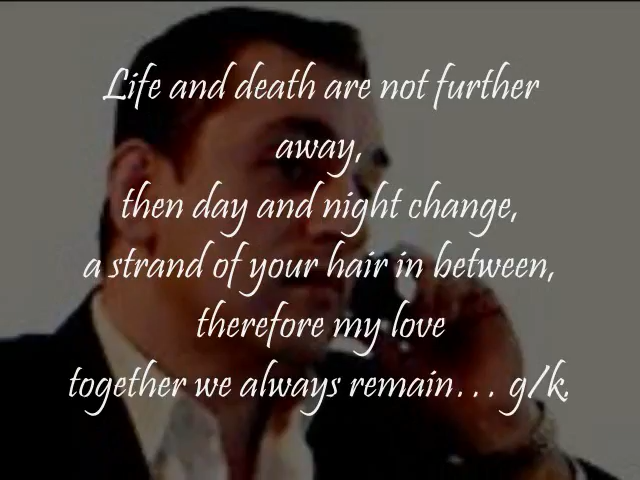 Life and death are not further
away,
then day and night change,
a strand of your hair in between,
therefore my love
together we always remain... g/k.